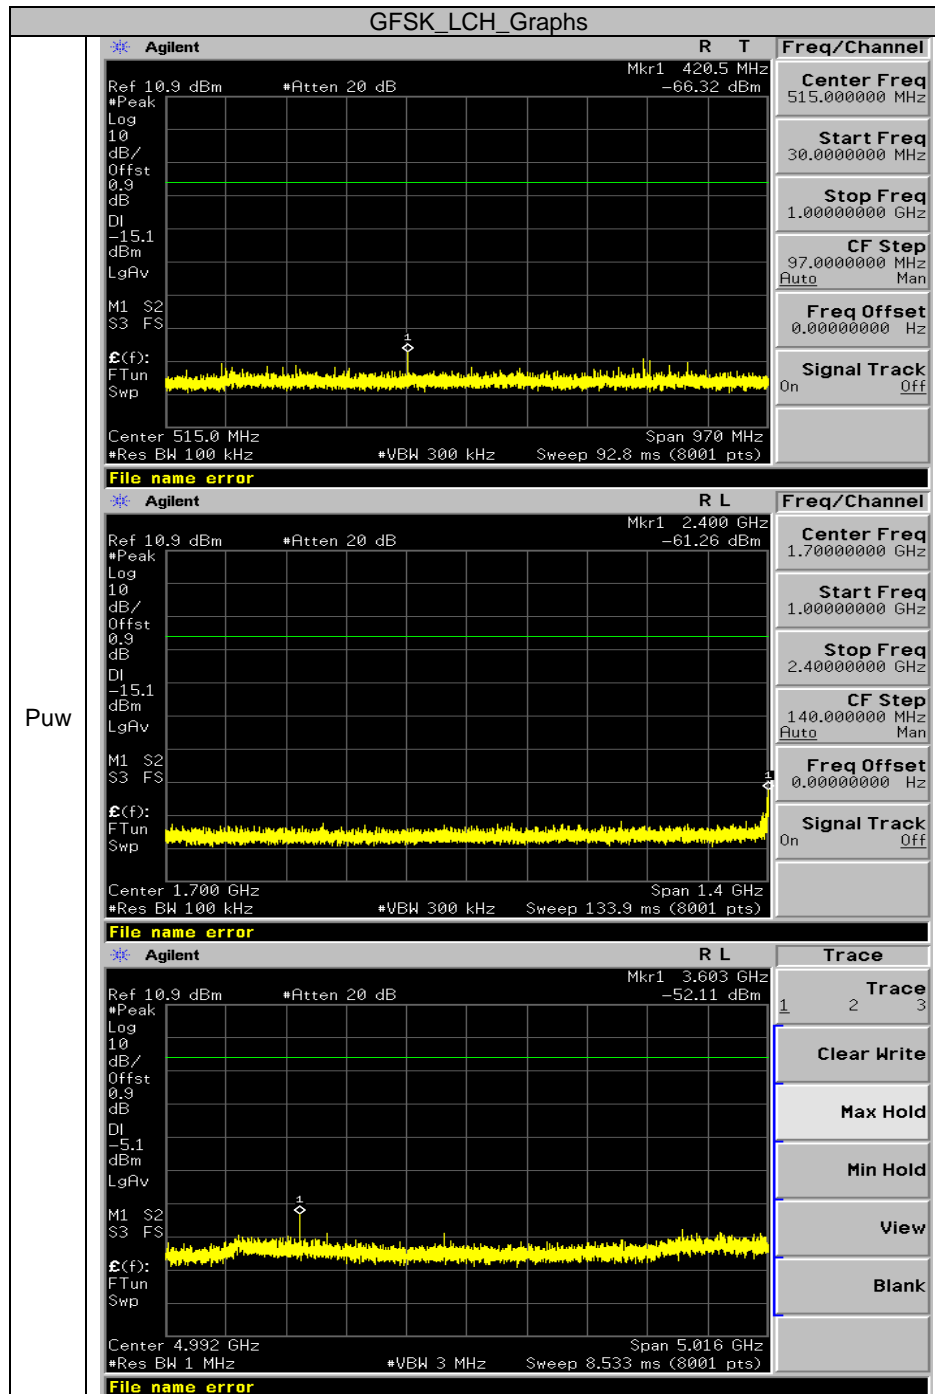 GFSK_LCH_Graphs
Puw
Agilent R T Freq/Channel
Mkr1 420.5 MHz
Ref 10.9 dBm #Atten 20 dB -66.32 dBm
#Peak
Log
10
dB/
Offst
0.9
dB
DI
-15.1
dBm
LgAv
M1 S2
S3 FS
£(f):
FTun
Swp
1
Center 515.0 MHz Span 970 MHz
#Res BW 100 kHz #VBW 300 kHz Sweep 92.8 ms (8001 pts)
File name error
Center Freq
515.000000 MHz
Start Freq
30.0000000 MHz
Stop Freq
1.00000000 GHz
CF Step
97.0000000 MHz
Auto Man
Freq Offset
0.00000000 Hz
Signal Track
On Off
Agilent R L Freq/Channel
Mkr1 2.400 GHz
Ref 10.9 dBm #Atten 20 dB -61.26 dBm
#Peak
Log
10
dB/
Offst
0.9
dB
DI
-15.1
dBm
LgAv
M1 S2
S3 FS
£(f):
FTun
Swp
1
Center 1.700 GHz Span 1.4 GHz
#Res BW 100 kHz #VBW 300 kHz Sweep 133.9 ms (8001 pts)
File name error
Center Freq
1.70000000 GHz
Start Freq
1.00000000 GHz
Stop Freq
2.40000000 GHz
CF Step
140.000000 MHz
Auto Man
Freq Offset
0.00000000 Hz
Signal Track
On Off
Agilent R L Trace
Mkr1 3.603 GHz
Ref 10.9 dBm #Atten 20 dB -52.11 dBm
#Peak
Log
10
dB/
Offst
0.9
dB
DI
-5.1
dBm
LgAv
M1 S2
S3 FS
£(f):
FTun
Swp
1
Center 4.992 GHz Span 5.016 GHz
#Res BW 1 MHz #VBW 3 MHz Sweep 8.533 ms (8001 pts)
File name error
Trace
1 2 3
Clear Write
Max Hold
Min Hold
View
Blank